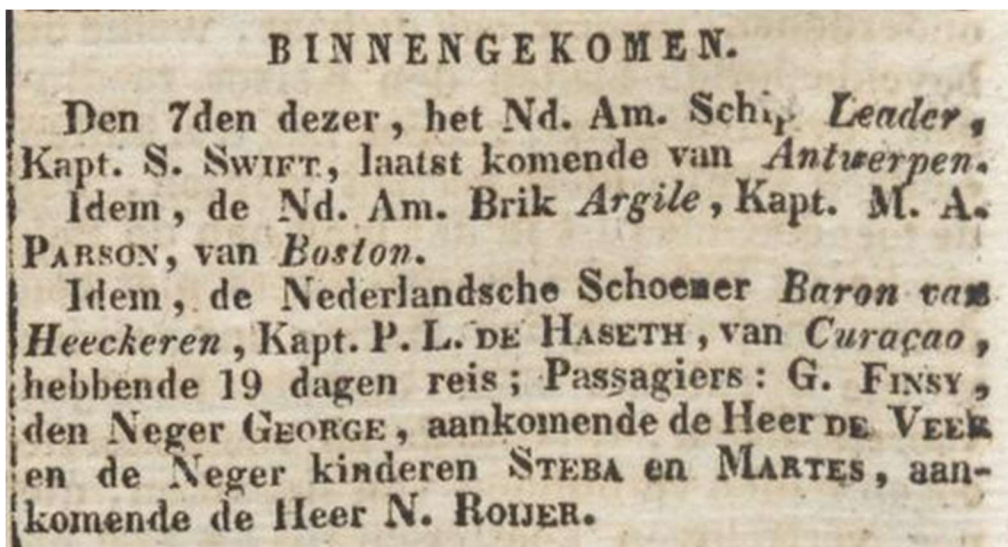 BINNENGEKOMEN.
Den 7den dezer, het Nd. Am. Schip Leader,
Kapt. S. SWIFT, laatst komende van Antwerpen.
Idem, de Nd. Am. Brik Argile, Kapt. M. A.
PARSON, van Boston.
Idem, de Nederlandsche Schoener Baron van
Heeckeren, Kapt. P. L. DE HASETH, van Curaçao,
hebbende 19 dagen reis; Passagiers: G. FINSY,
den Neger GEORGE, aankomende de Heer DE VEER
en de Neger kinderen STEBA en MARTES, aan-
komende de Heer N. ROIJER.